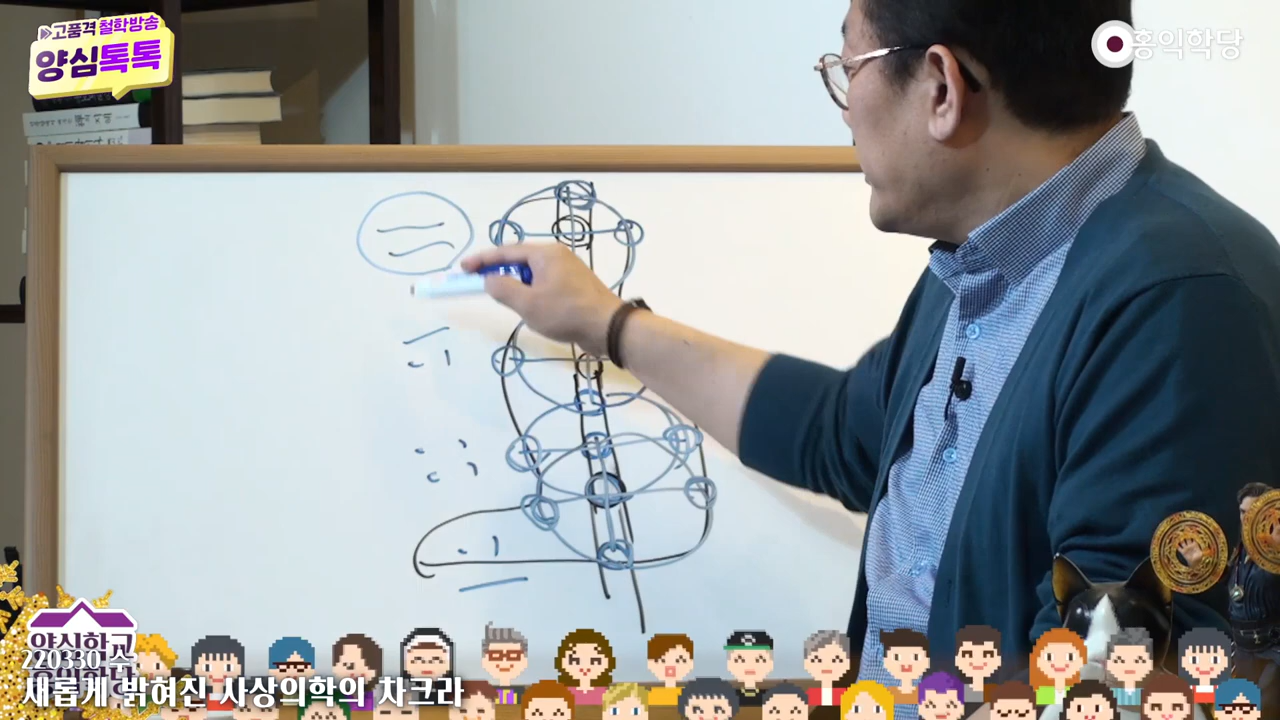 고품격 철학방송
양심톡톡
홍익학당
양심학교
220330 수
새롭게 밝혀진 사상의학의 차크라